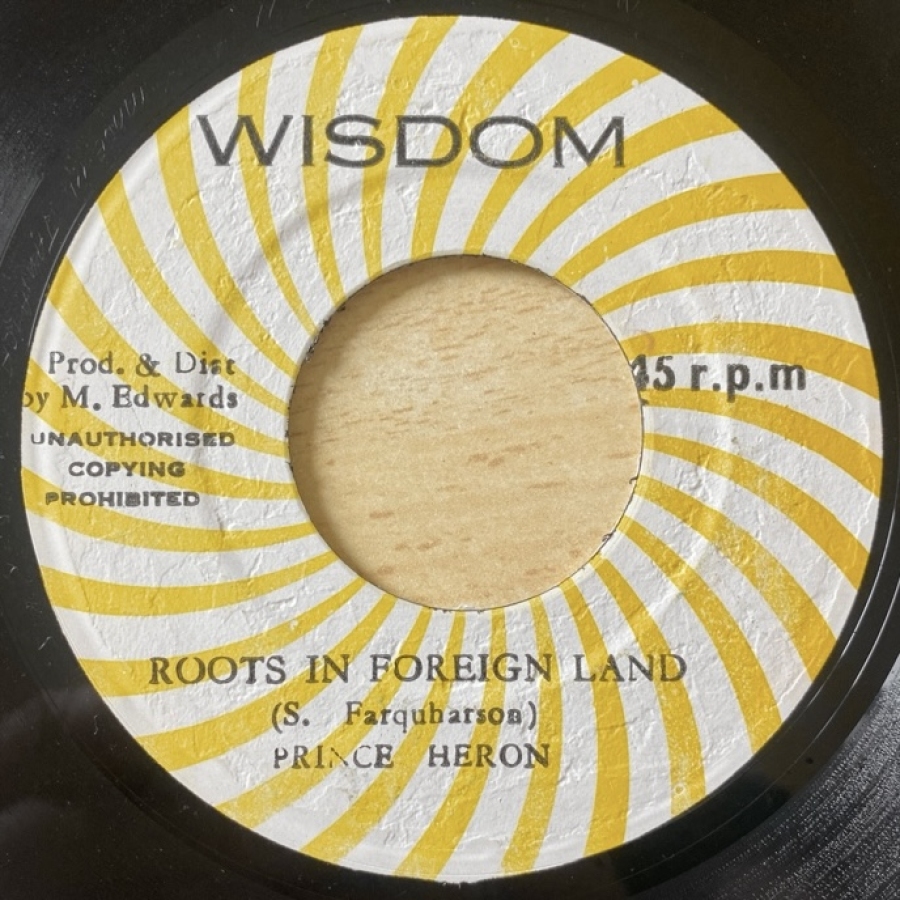 WISDOM
Prod. & Dist
by M. Edwards
UNAUTHORISED
COPYING
PROHIBITED
45 r.p.m
ROOTS IN FOREIGN LAND
(S. Farquharson)
PRINCE HERON